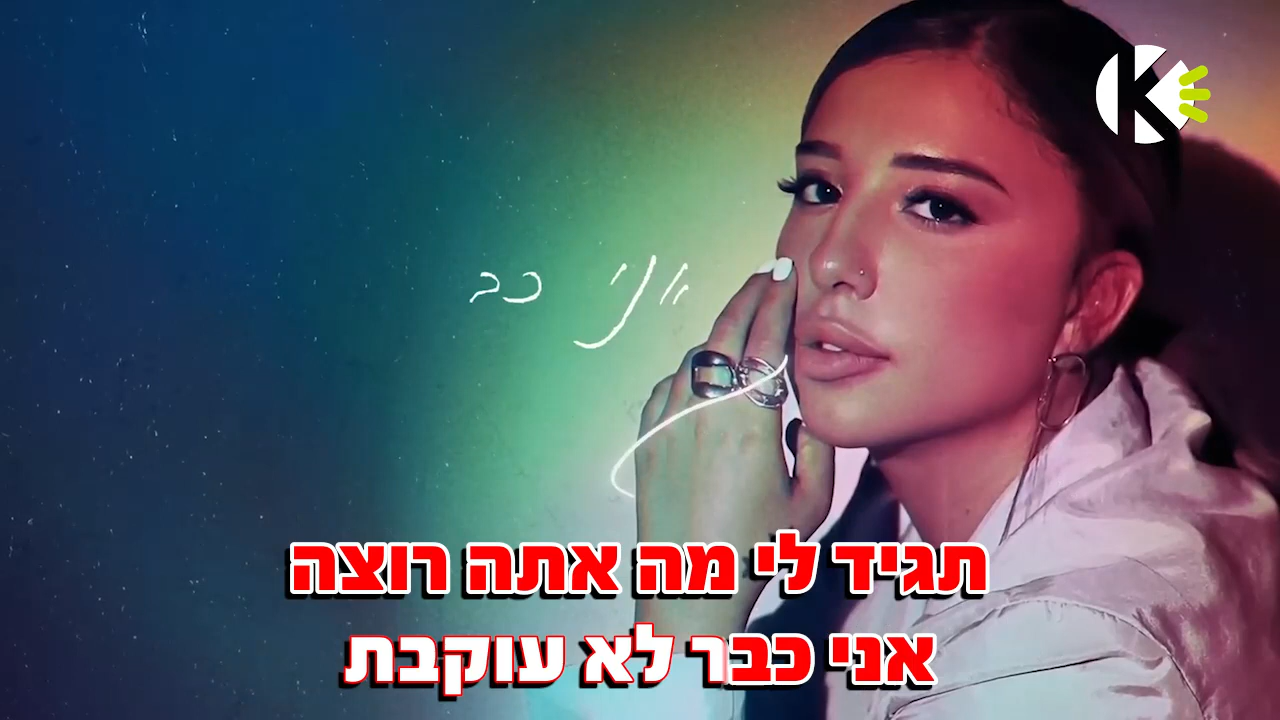 K
אני כב
תגיד לי מה אתה רוצה
אני כבר לא עוקבת